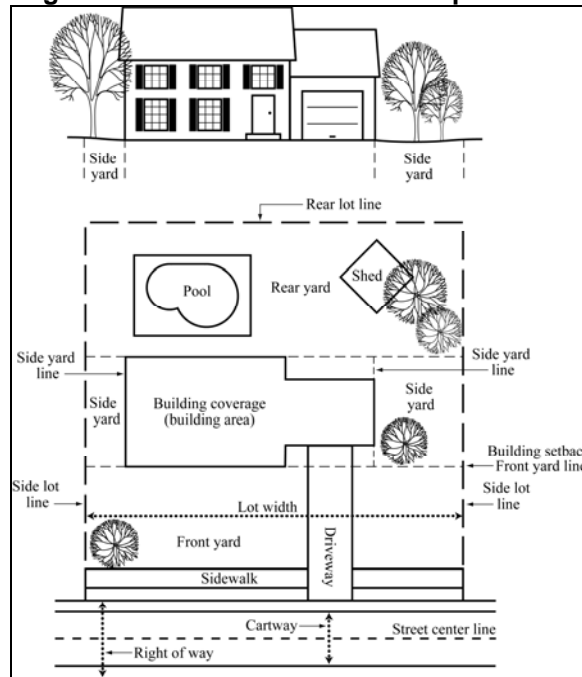 Side
yard
Side
yard
Rear lot line
Pool
Rear yard
Shed
Side yard
line
Side yard
line
Side
yard
Building coverage
(building area)
Side
yard
Building setback
Front yard line
Side lot
line
Lot width
Side lot
line
Front yard
Driveway
Sidewalk
Cartway
Street center line
Right of way